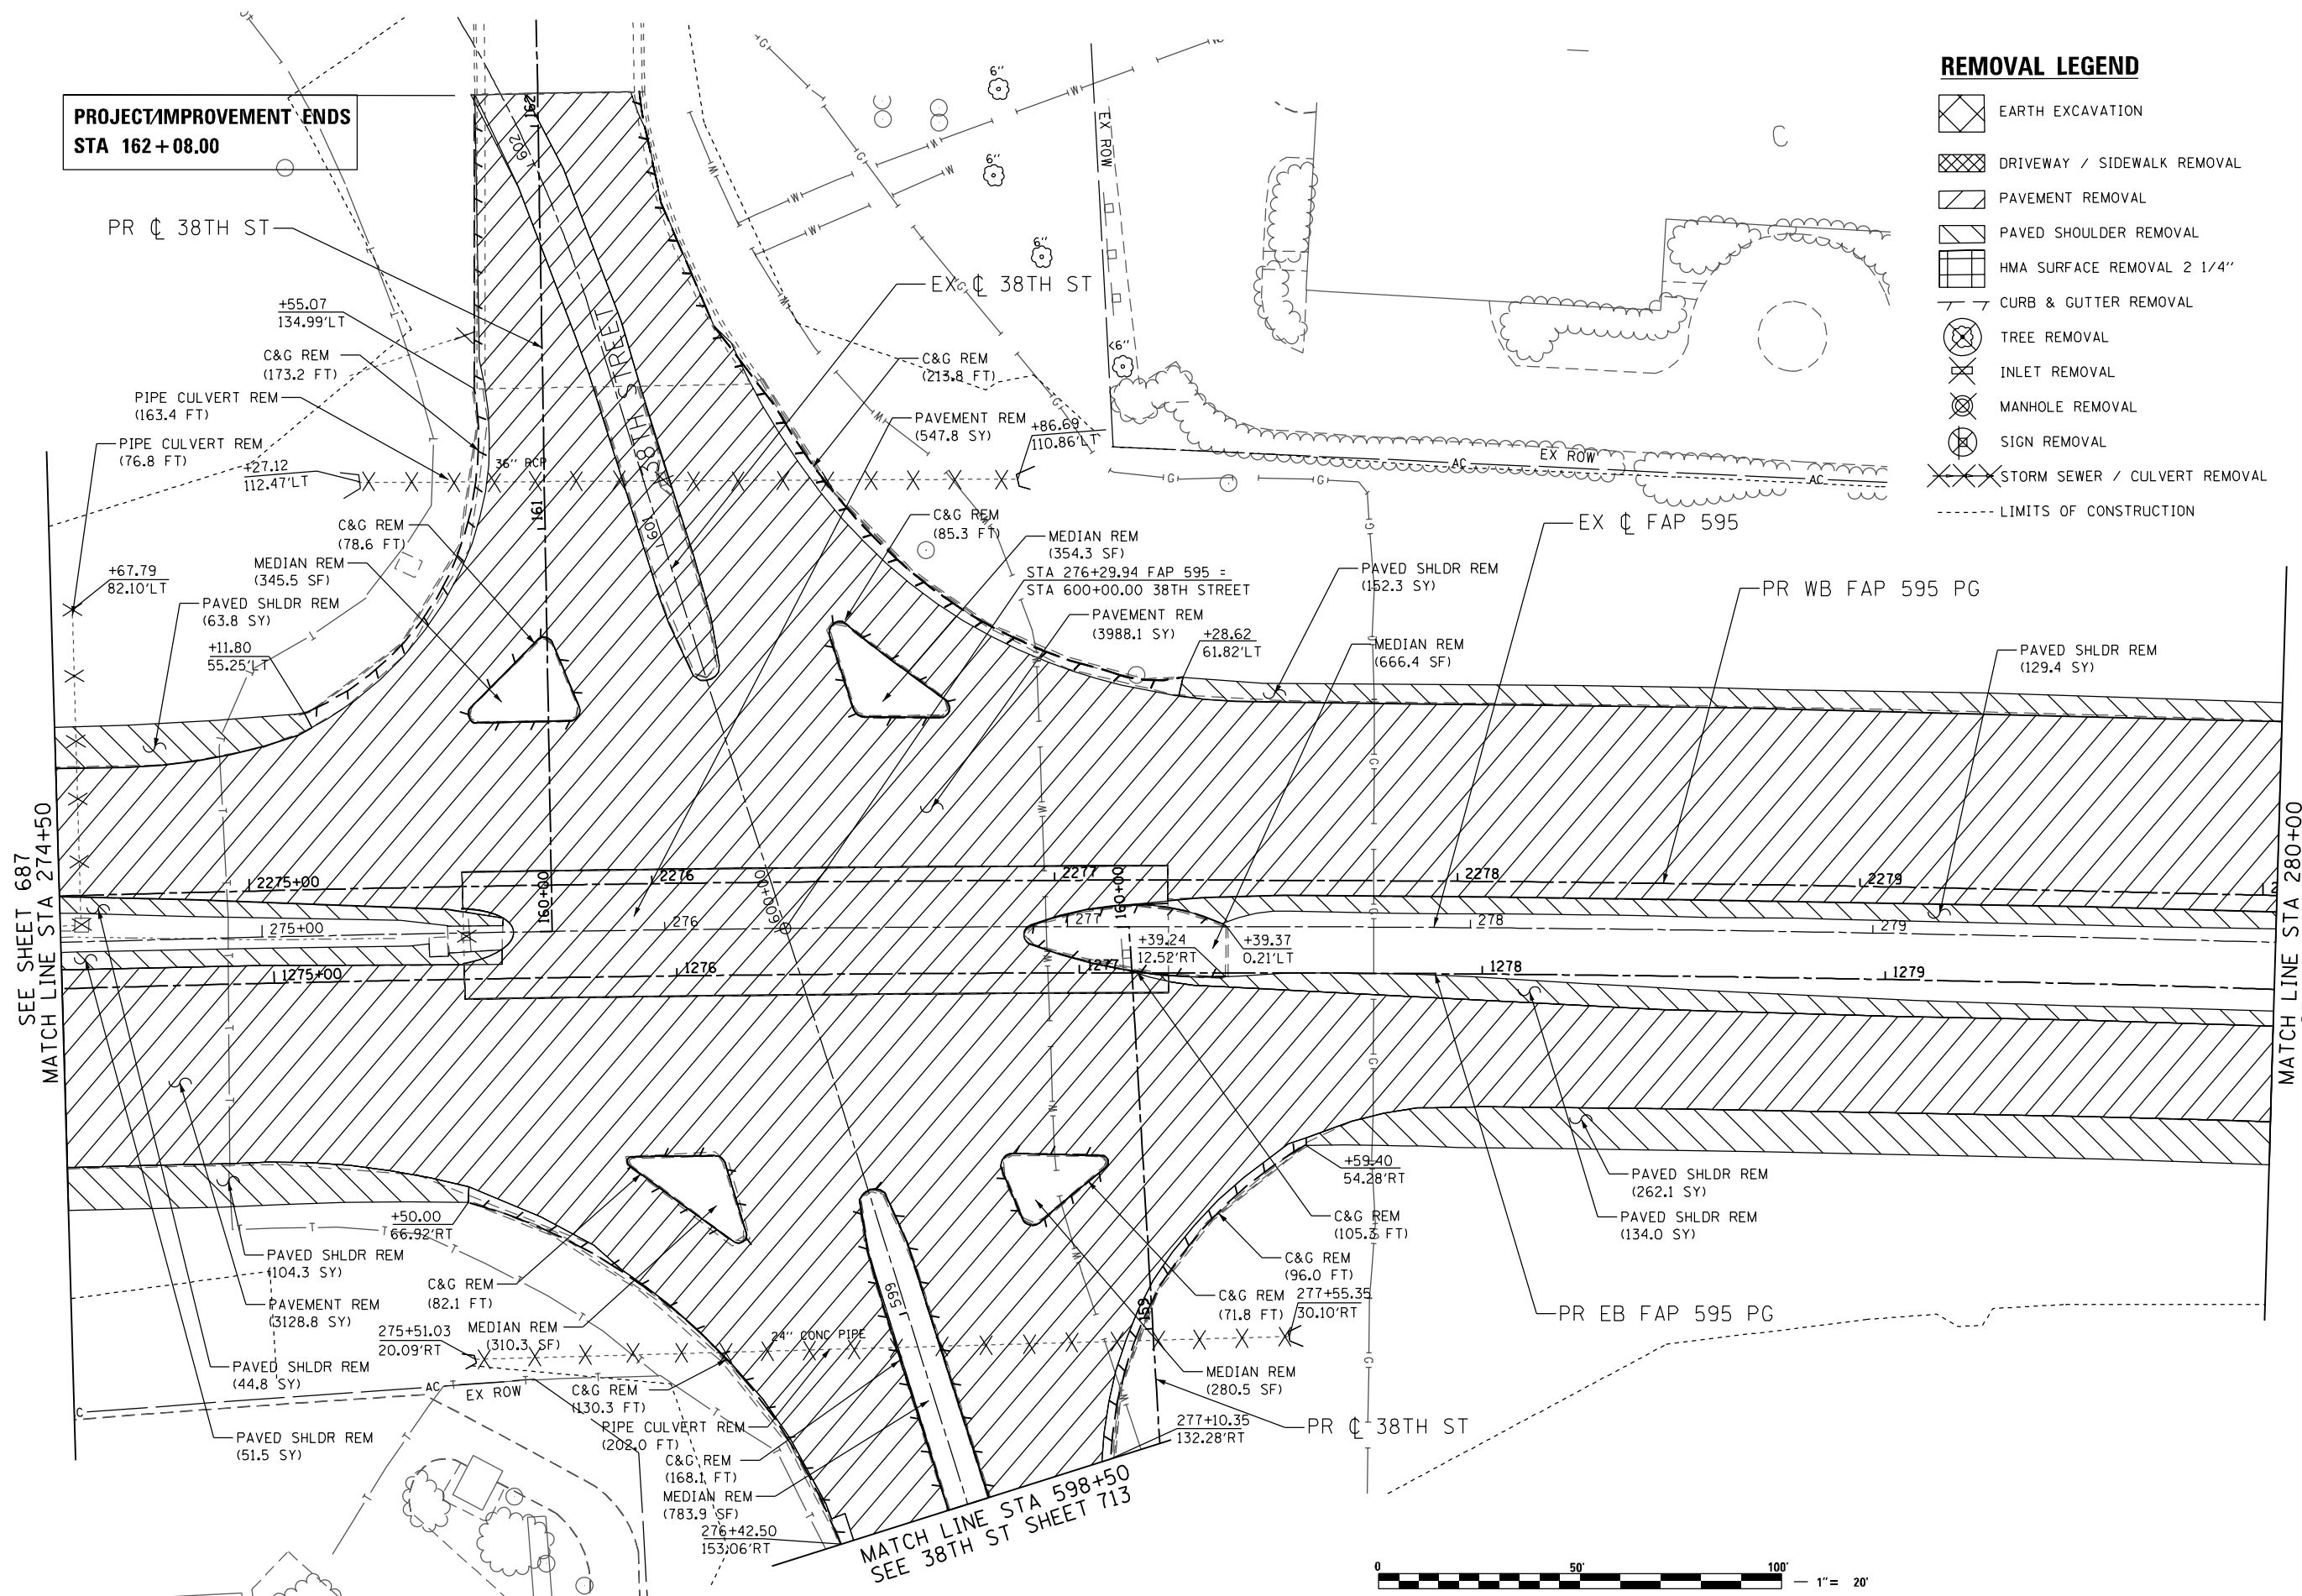 PROJECT/IMPROVEMENT ENDS
STA 162+08.00
PR ℄ 38TH ST
+55.07
134.99'LT
C&G REM
(173.2 FT)
PIPE CULVERT REM
(163.4 FT)
PIPE CULVERT REM
(76.8 FT)
+27.12
112.47'LT
36" RCP
C&G REM
(78.6 FT)
MEDIAN REM
(345.5 SF)
+67.79
82.10'LT
PAVED SHLDR REM
(63.8 SY)
+11.80
55.25'LT
162
602
38TH STREET
161
601
EX ℄ 38TH ST
C&G REM
(213.8 FT)
PAVEMENT REM
(547.8 SY)
+86.69
110.86'LT
C&G REM
(85.3 FT)
MEDIAN REM
(354.3 SF)
STA 276+29.94 FAP 595 =
STA 600+00.00 38TH STREET
PAVEMENT REM
(3988.1 SY)
+28.62
61.82'LT
6"
6"
6"
<6"
EX ROW
EX ROW
AC
AC
C
EX ℄ FAP 595
PAVED SHLDR REM
(152.3 SY)
MEDIAN REM
(666.4 SF)
PR WB FAP 595 PG
PAVED SHLDR REM
(129.4 SY)
REMOVAL LEGEND
EARTH EXCAVATION
DRIVEWAY / SIDEWALK REMOVAL
PAVEMENT REMOVAL
PAVED SHOULDER REMOVAL
HMA SURFACE REMOVAL 2 1/4"
CURB & GUTTER REMOVAL
TREE REMOVAL
INLET REMOVAL
MANHOLE REMOVAL
SIGN REMOVAL
STORM SEWER / CULVERT REMOVAL
LIMITS OF CONSTRUCTION
SEE SHEET 687
MATCH LINE STA 274+50
MATCH LINE STA 280+00
2275+00
2276
2277
2278
2279
2
160+00
600+00
160+00
275+00
276
277
278
279
1275+00
1276
1277
1278
1279
+39.24
12.52'RT
+39.37
0.21'LT
+50.00
66.92'RT
PAVED SHLDR REM
(104.3 SY)
PAVEMENT REM
(3128.8 SY)
PAVED SHLDR REM
(44.8 SY)
PAVED SHLDR REM
(51.5 SY)
C&G REM
(82.1 FT)
MEDIAN REM
(310.3 SF)
275+51.03
20.09'RT
24" CONC PIPE
C&G REM
(130.3 FT)
PIPE CULVERT REM
(202.0 FT)
C&G REM
(168.1 FT)
MEDIAN REM
(783.9 SF)
276+42.50
153.06'RT
AC
EX ROW
C
599
159
+59.40
54.28'RT
C&G REM
(105.3 FT)
C&G REM
(96.0 FT)
C&G REM
(71.8 FT)
277+55.35
30.10'RT
MEDIAN REM
(280.5 SF)
PR ℄ 38TH ST
277+10.35
132.28'RT
PAVED SHLDR REM
(262.1 SY)
PAVED SHLDR REM
(134.0 SY)
PR EB FAP 595 PG
MATCH LINE STA 598+50
SEE 38TH ST SHEET 713
0 50' 100'
1"= 20'